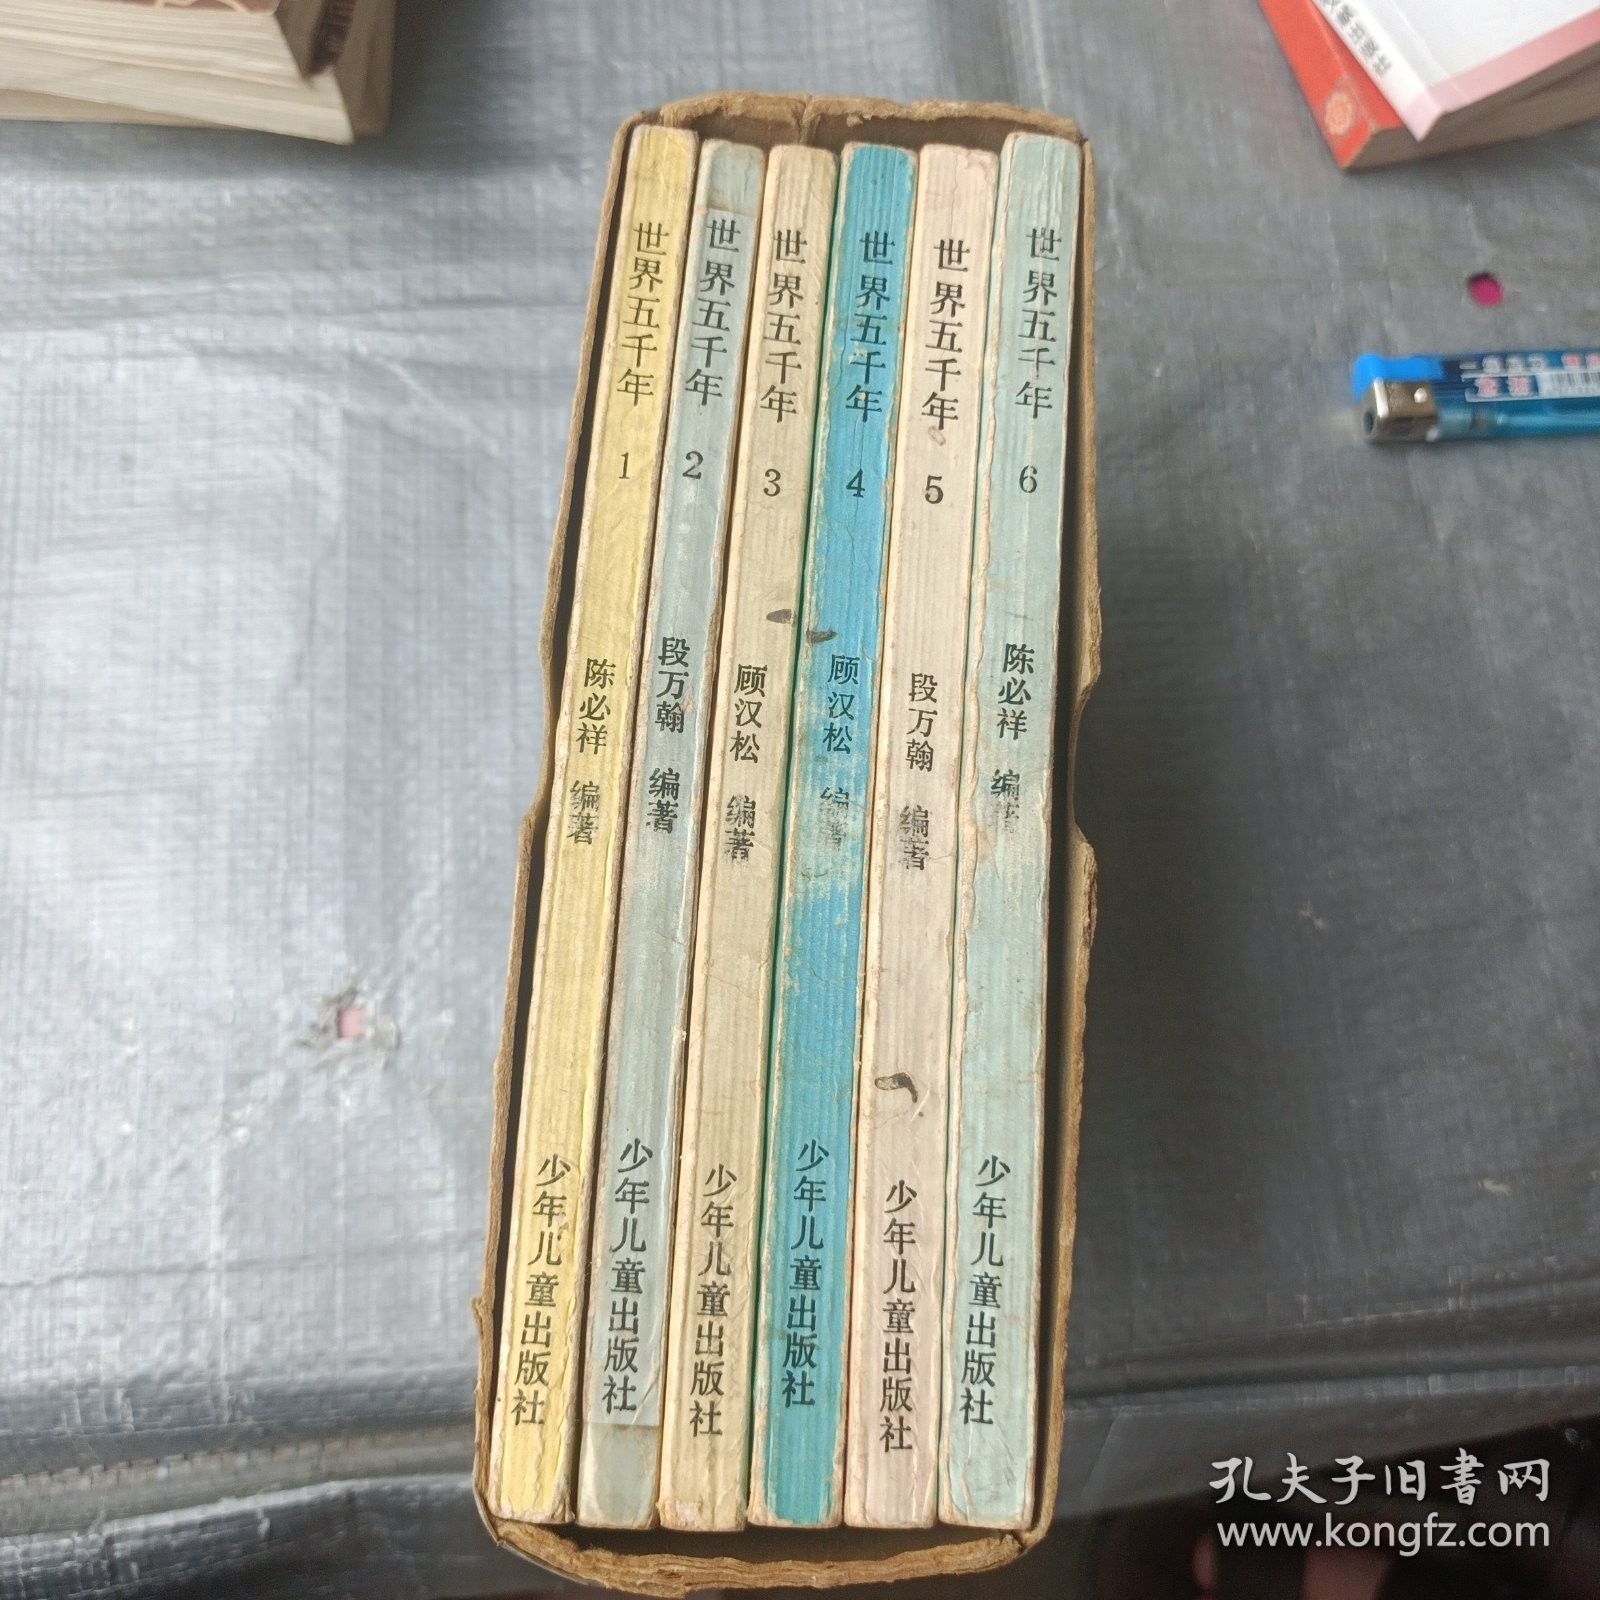 世界五千年 1 陈必祥 编著 少年儿童出版社
世界五千年 2 段万翰 编著 少年儿童出版社
世界五千年 3 顾汉松 编著 少年儿童出版社
世界五千年 4 顾汉松 编著 少年儿童出版社
世界五千年 5 段万翰 编著 少年儿童出版社
世界五千年 6 陈必祥 编著 少年儿童出版社
孔夫子旧書网
www.kongfz.com